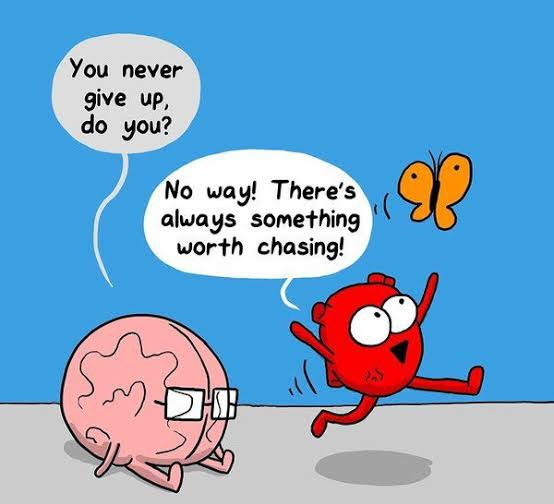 You never
give up,
do you?
No way! There's
always something
worth chasing!